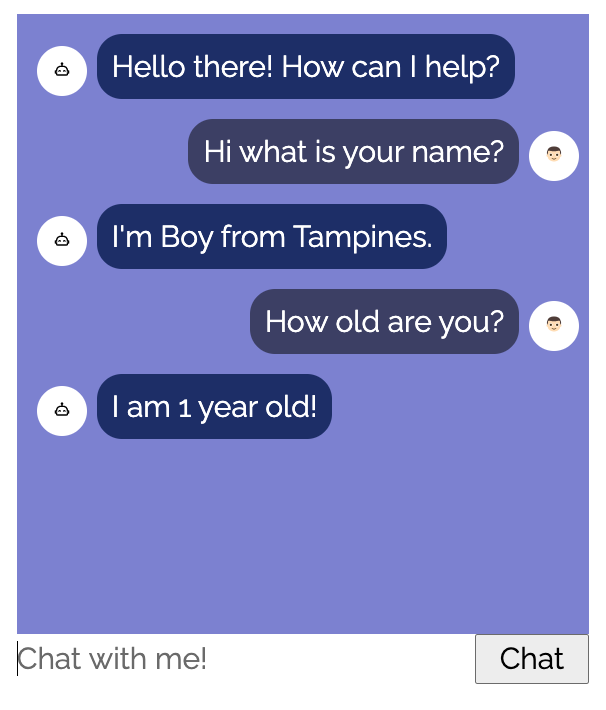 Hello there! How can I help?
Hi what is your name?
I'm Boy from Tampines.
How old are you?
I am 1 year old!
Chat with me!
Chat